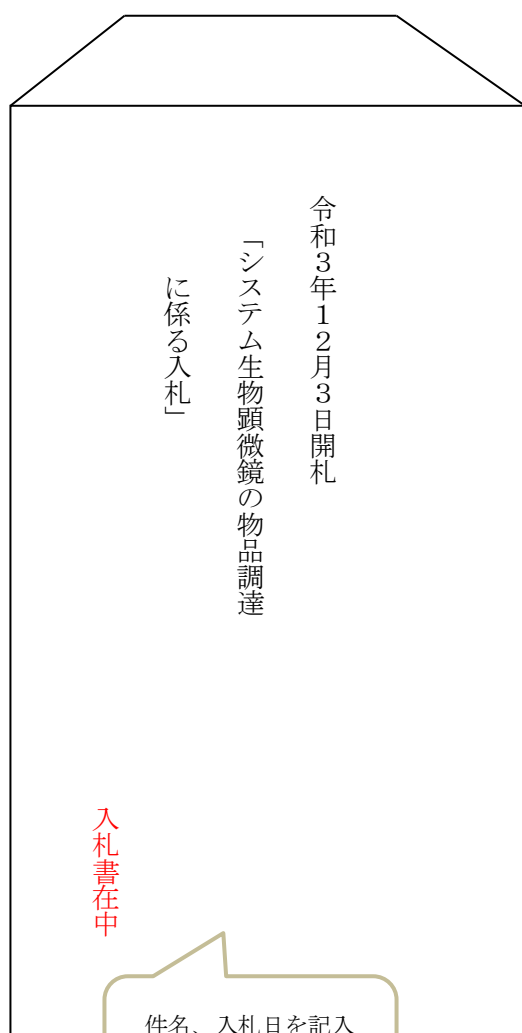 令和３年１２月３日開札
「システム生物顕微鏡の物品調達
に係る入札」
入札書在中
件名、入札日を記入